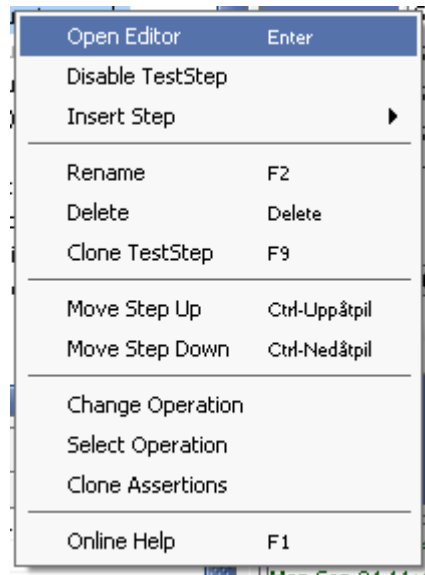 Open Editor Enter
Disable TestStep
Insert Step
Rename F2
Delete Delete
Clone TestStep F9
Move Step Up Ctrl-Uppåtpil
Move Step Down Ctrl-Nedåtpil
Change Operation
Select Operation
Clone Assertions
Online Help F1